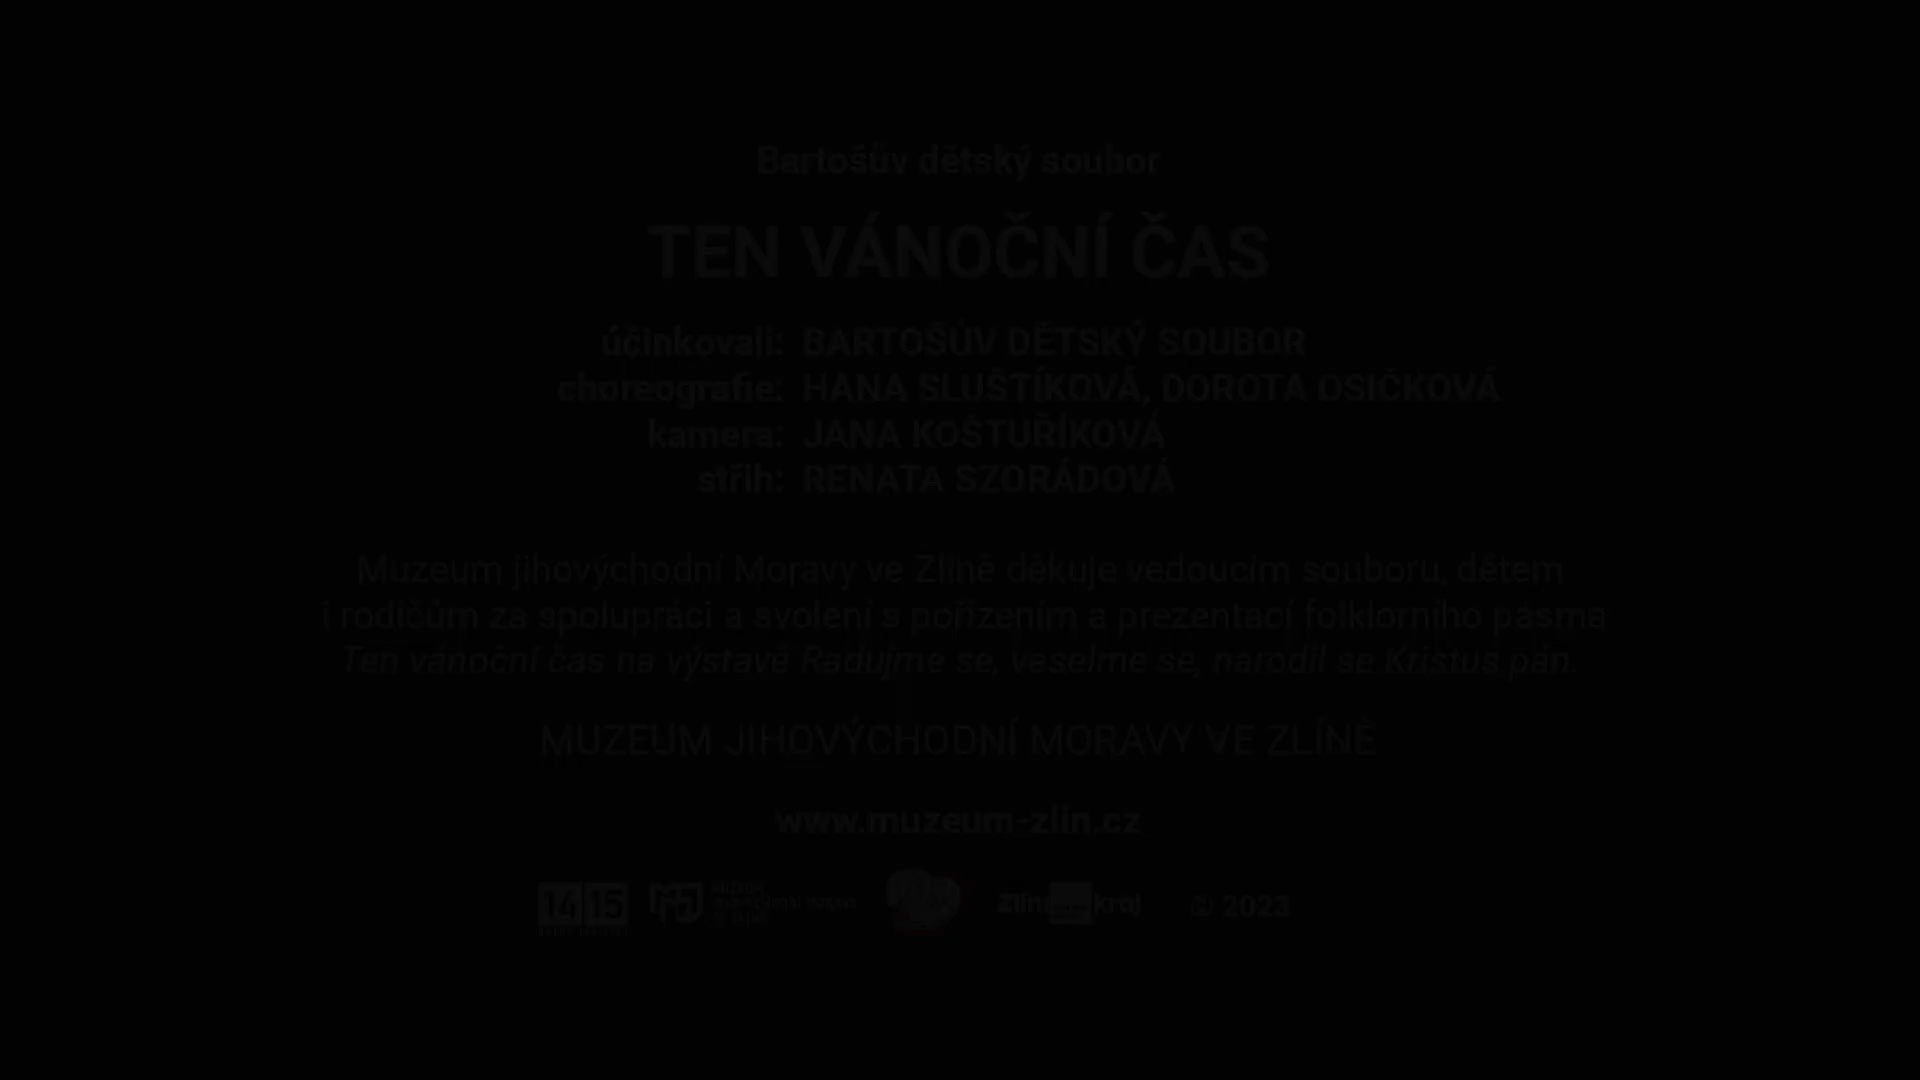 Bartošův dětský soubor
TEN VÁNOČNÍ ČAS
účinkovali: BARTOŠŮV DĚTSKÝ SOUBOR
choreografie: HANA SLUŠTÍKOVÁ, DOROTA OSIČKOVÁ
kamera: JANA KOŠTUŘÍKOVÁ
střih: RENATA SZORÁDOVÁ
Muzeum jihovýchodní Moravy ve Zlíně děkuje vedoucím souboru, dětem
i rodičům za spolupráci a svolení s pořízením a prezentací folklorního pásma
Ten vánoční čas na výstavě Radujme se, veselme se, narodil se Kristus pán.
MUZEUM JIHOVÝCHODNÍ MORAVY VE ZLÍNĚ
www.muzeum-zlin.cz
14 15 MUZEUM © 2023